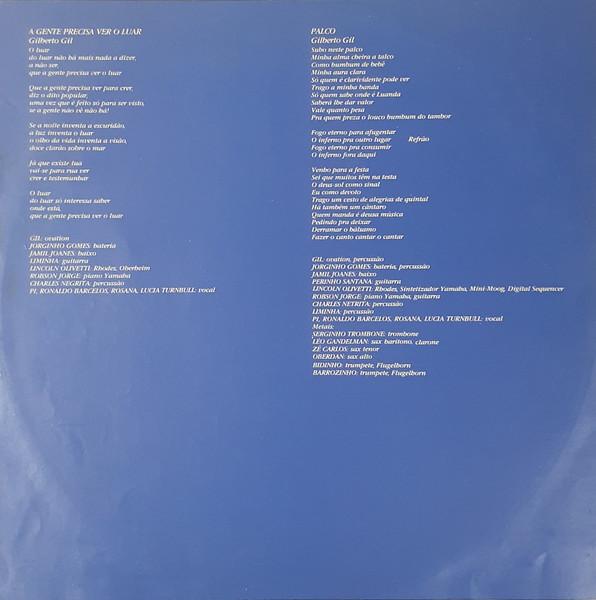 A GENTE PRECISA VER O LUAR
Gilberto Gil
O luar
do luar não há mais nada a dizer,
a não ser,
que a gente precisa ver o luar

Que a gente precisa ver para crer,
diz o dito popular,
uma vez que é feito só para ser visto,
se a gente não vê não há!

Se a noite inventa a escuridão,
a luz inventa o luar
o olho da vida inventa a visão,
doce clarão sobre o mar

Já que existe lua
vai-se para rua ver
crer e testemunhar

O luar
do luar só interessa saber
onde está,
que a gente precisa ver o luar

GIL: ovation
JORGINHO GOMES: bateria
JAMIL JOANES: baixo
LIMINHA: guitarra
LINCOLN OLIVETTI: Rhodes, Oberheim
ROBSON JORGE: piano Yamaha
CHARLES NEGRITA: percussão
PI, RONALDO BARCELOS, ROSANA, LUCIA TURNBULL: vocal

PALCO
Gilberto Gil
Subo neste palco
Minha alma cheira a talco
Como bumbum de bebê
Minha aura clara
Só quem é clarividente pode ver
Trago a minha banda
Só quem sabe onde é Luanda
Saberá lhe dar valor
Vale quanto pesa
Pra quem preza o louco bumbum do tambor

Fogo eterno para afugentar
O inferno pra outro lugar Refrão
Fogo eterno pra consumir
O inferno fora daqui

Venho para a festa
Sei que muitos têm na testa
O deus-sol como sinal
Eu como devoto
Trago um cesto de alegrias de quintal
Há também um cântaro
Quem manda é deusa música
Pedindo pra deixar
Derramar o bálsamo
Fazer o canto cantar o cantar

GIL: ovation, percussão
JORGINHO GOMES: bateria, percussão
JAMIL JOANES: baixo
PERINHO SANTANA: guitarra
LINCOLN OLIVETTI: Rhodes, Sintetizador Yamaha, Mini-Moog, Digital Sequencer
ROBSON JORGE: piano Yamaha, guitarra
CHARLES NETRITA: percussão
LIMINHA: percussão
PI, RONALDO BARCELOS, ROSANA, LUCIA TURNBULL: vocal
Metais:
SERGINHO TROMBONE: trombone
LÉO GANDELMAN: sax barítono, clarone
ZÉ CARLOS: sax tenor
OBERDAN: sax alto
BIDINHO: trumpete, Flugelhorn
BARROZINHO: trumpete, Flugelhorn